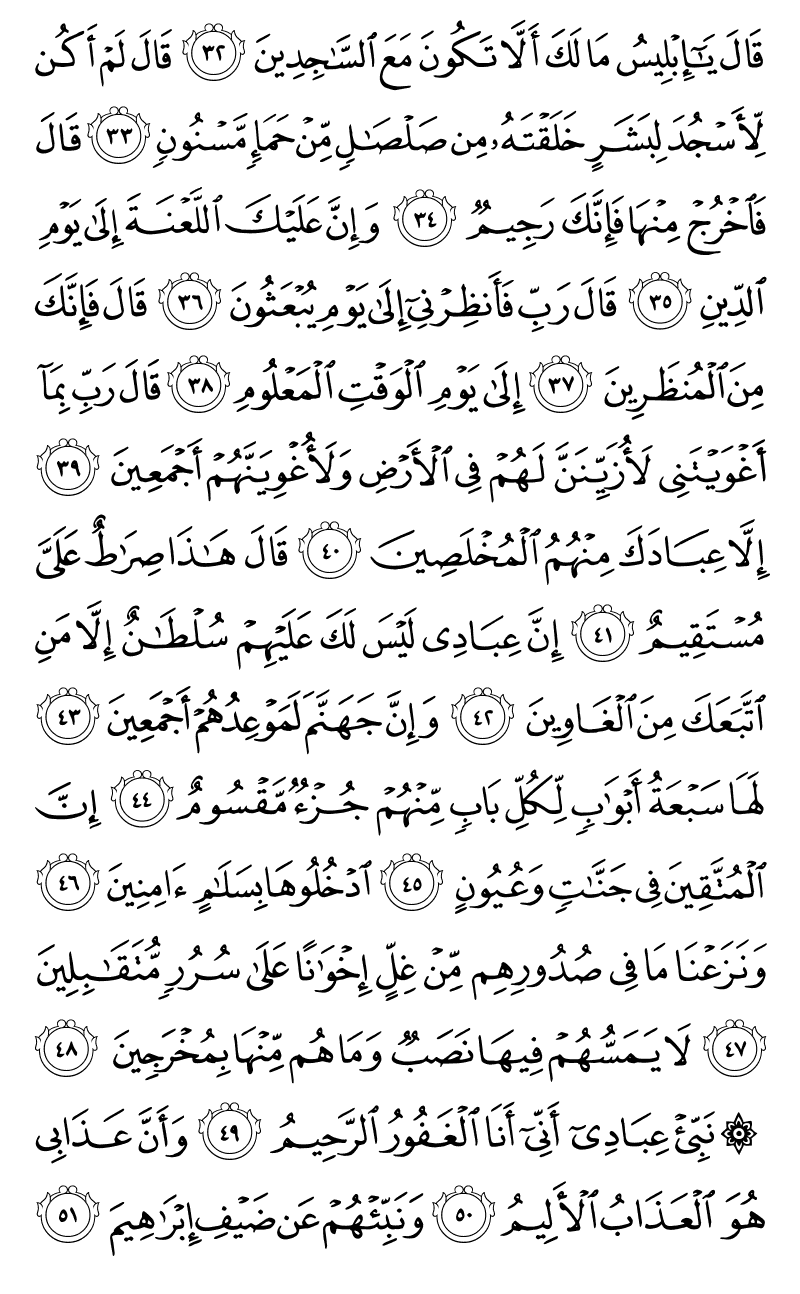 قَالَ يَـٰٓإِبْلِيسُ مَا لَكَ أَلَّا تَكُونَ مَعَ ٱلسَّـٰجِدِينَ ٣٢ قَالَ لَمْ أَكُن
لِّأَسْجُدَ لِبَشَرٍ خَلَقْتَهُۥ مِن صَلْصَـٰلٍ مِّنْ حَمَإٍ مَّسْنُونٍ ٣٣ قَالَ
فَٱخْرُجْ مِنْهَا فَإِنَّكَ رَجِيمٌ ٣٤ وَإِنَّ عَلَيْكَ ٱللَّعْنَةَ إِلَىٰ يَوْمِ
ٱلدِّينِ ٣٥ قَالَ رَبِّ فَأَنظِرْنِىٓ إِلَىٰ يَوْمِ يُبْعَثُونَ ٣٦ قَالَ فَإِنَّكَ
مِنَ ٱلْمُنظَرِينَ ٣٧ إِلَىٰ يَوْمِ ٱلْوَقْتِ ٱلْمَعْلُومِ ٣٨ قَالَ رَبِّ بِمَآ
أَغْوَيْتَنِى لَأُزَيِّنَنَّ لَهُمْ فِى ٱلْأَرْضِ وَلَأُغْوِيَنَّهُمْ أَجْمَعِينَ ٣٩
إِلَّا عِبَادَكَ مِنْهُمُ ٱلْمُخْلَصِينَ ٤٠ قَالَ هَـٰذَا صِرَٰطٌ عَلَىَّ
مُسْتَقِيمٌ ٤١ إِنَّ عِبَادِى لَيْسَ لَكَ عَلَيْهِمْ سُلْطَـٰنٌ إِلَّا مَنِ
ٱتَّبَعَكَ مِنَ ٱلْغَاوِينَ ٤٢ وَإِنَّ جَهَنَّمَ لَمَوْعِدُهُمْ أَجْمَعِينَ ٤٣
لَهَا سَبْعَةُ أَبْوَٰبٍ لِّكُلِّ بَابٍ مِّنْهُمْ جُزْءٌ مَّقْسُومٌ ٤٤ إِنَّ
ٱلْمُتَّقِينَ فِى جَنَّـٰتٍ وَعُيُونٍ ٤٥ ٱدْخُلُوهَا بِسَلَـٰمٍ ءَامِنِينَ ٤٦
وَنَزَعْنَا مَا فِى صُدُورِهِم مِّنْ غِلٍّ إِخْوَٰنًا عَلَىٰ سُرُرٍ مُّتَقَـٰبِلِينَ
٤٧ لَا يَمَسُّهُمْ فِيهَا نَصَبٌ وَمَا هُم مِّنْهَا بِمُخْرَجِينَ ٤٨
۞ نَبِّئْ عِبَادِىٓ أَنِّىٓ أَنَا ٱلْغَفُورُ ٱلرَّحِيمُ ٤٩ وَأَنَّ عَذَابِى
هُوَ ٱلْعَذَابُ ٱلْأَلِيمُ ٥٠ وَنَبِّئْهُمْ عَن ضَيْفِ إِبْرَٰهِيمَ ٥١